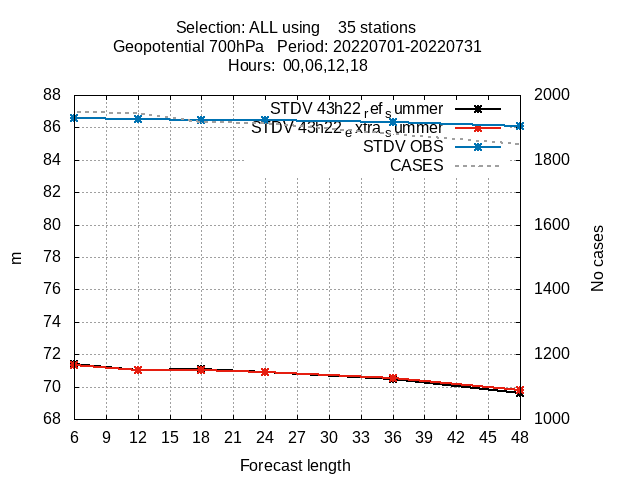 Selection: ALL using    35 stations
Geopotential 700hPa   Period: 20220701-20220731
Hours:  00,06,12,18
STDV 43h22_ref_summer
STDV 43h22_extra_summer
STDV OBS
CASES
88
86
84
82
80
78
76
74
72
70
68
m
2000
1800
1600
1400
1200
1000
No cases
6 9 12 15 18 21 24 27 30 33 36 39 42 45 48
Forecast length